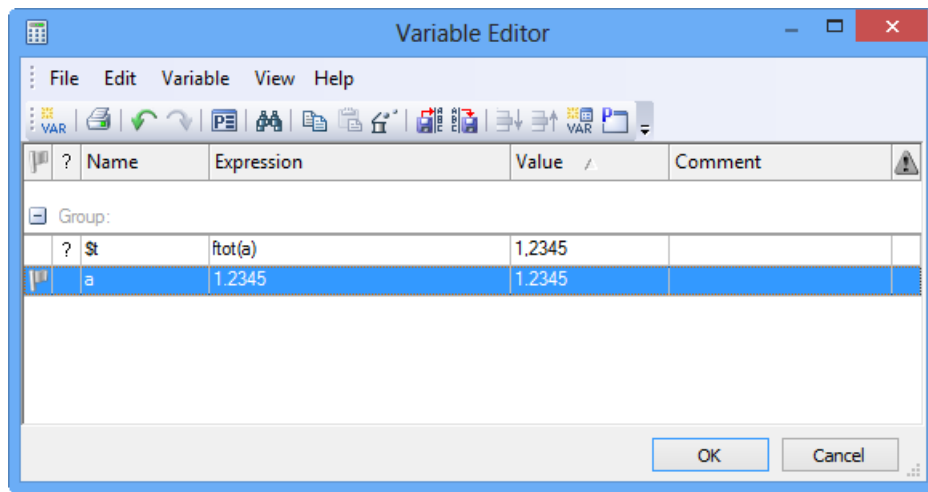 Variable Editor
File Edit Variable View Help
VAR PE VAR P
? Name Expression Value Comment
Group:
? $t ftot(a) 1,2345
a 1.2345 1.2345
OK Cancel